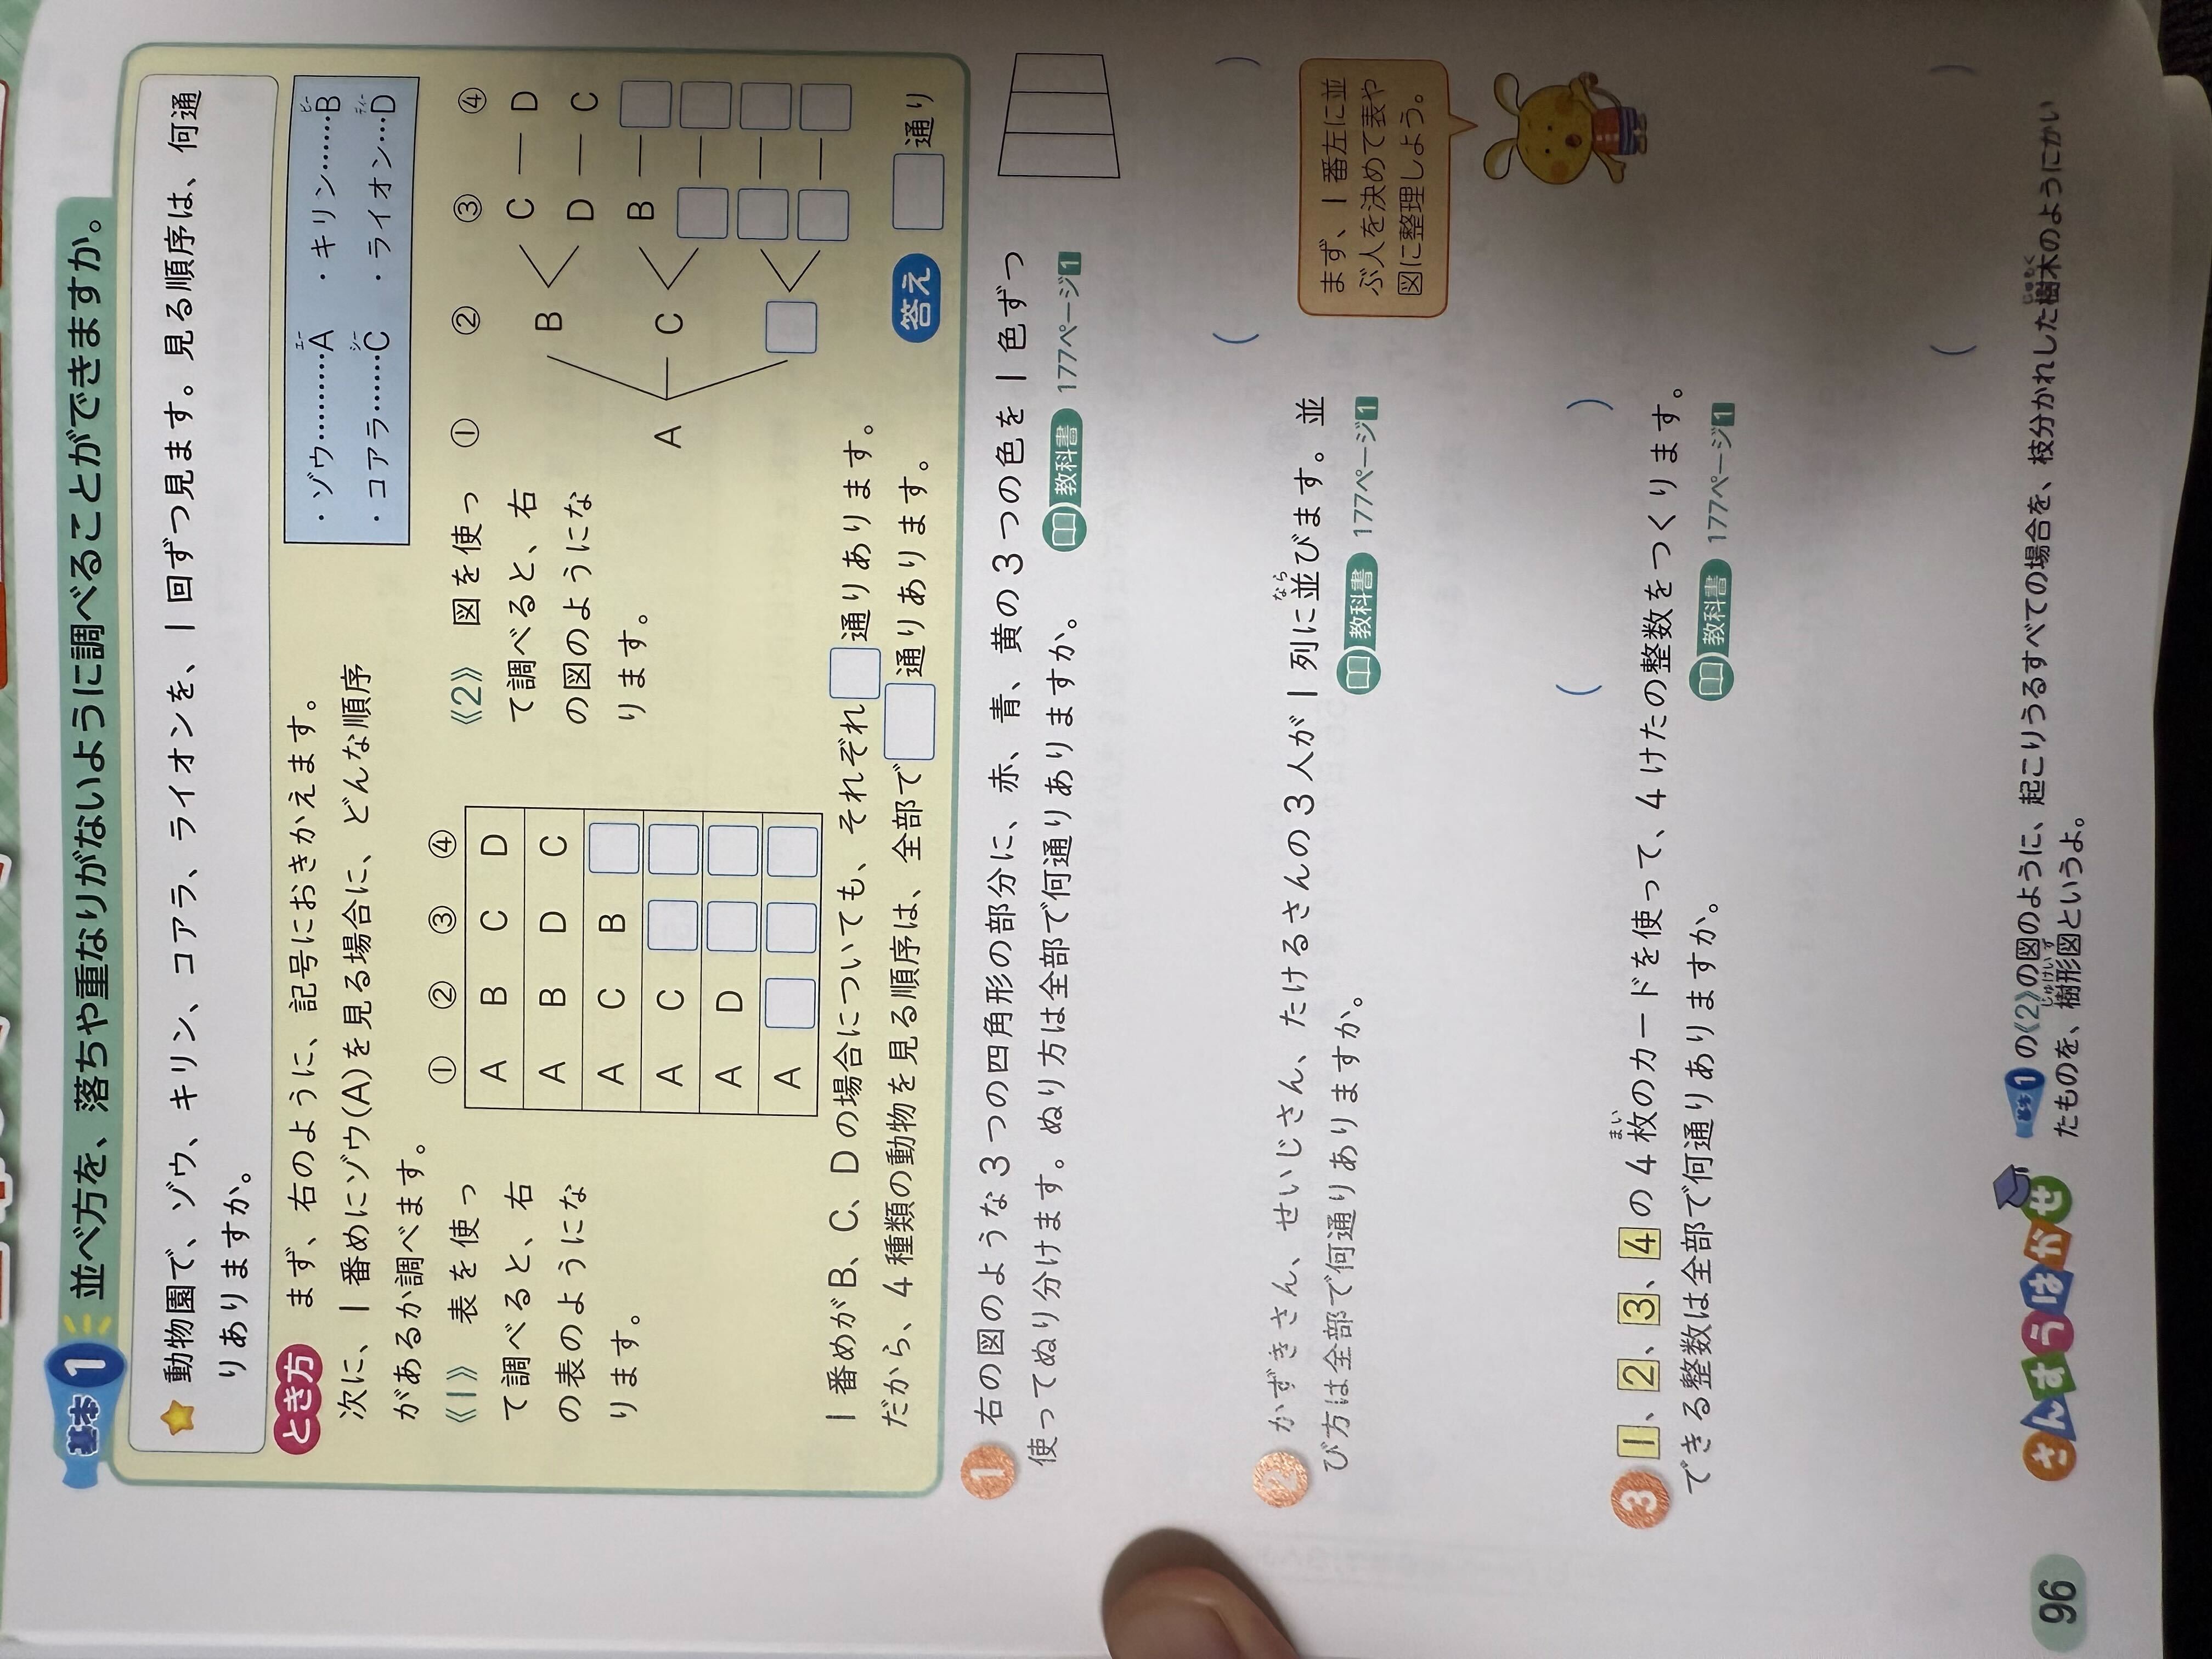 基本1 並べ方を、落ちや重なりがないように調べることができますか。
動物園で、ゾウ、キリン、コアラ、ライオンを、1回ずつ見ます。見る順序は、何通
りありますか。
とき方 まず、右のように、記号におきかえます。
次に、1番めにゾウ(A)を見る場合に、どんな順序
があるか調べます。
・ゾウ…………A ・キリン……B
・コアラ……C ・ライオン…D
エー ビー
シー ディー
《1》 表を使っ
て調べると、右
の表のようにな
ります。
① ② ③ ④
A B C D
A B D C
A C B
A C
A D
A
《2》 図を使っ
て調べると、右
の図のようにな
ります。
① ② ③ ④
A
B
C — D
D — C
C
B —
1番めがB、C、Dの場合についても、それぞれ 通りあります。
だから、4種類の動物を見る順序は、全部で 通りあります。
答え 通り
1 右の図のような3つの四角形の部分に、赤、青、黄の3つの色を1色ずつ
使ってぬり分けます。ぬり方は全部で何通りありますか。
教科書 177ページ1
( )
2 かずきさん、せいじさん、たけるさんの3人が1列に並びます。並
なら
び方は全部で何通りありますか。
教科書 177ページ1
まず、1番左に並
ぶ人を決めて表や
図に整理しよう。
( )
3 1、2、3、4の4枚のカードを使って、4けたの整数をつくります。
まい
できる整数は全部で何通りありますか。
教科書 177ページ1
( )
さんすうはかせ
基本1の《2》の図のように、起こりうるすべての場合を、枝分かれした樹木のようにかい
じゅもく
たものを、樹形図というよ。
じゅけいず
96